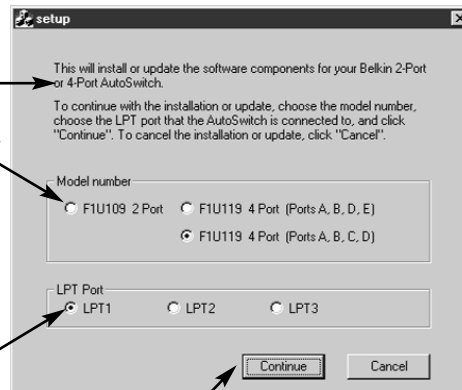 setup
This will install or update the software components for your Belkin 2-Port
or 4-Port AutoSwitch.
To continue with the installation or update, choose the model number,
choose the LPT port that the AutoSwitch is connected to, and click
"Continue". To cancel the installation or update, click "Cancel".
Model number
F1U109 2 Port F1U119 4 Port (Ports A, B, D, E)
F1U119 4 Port (Ports A, B, C, D)
LPT Port
LPT1 LPT2 LPT3
Continue Cancel